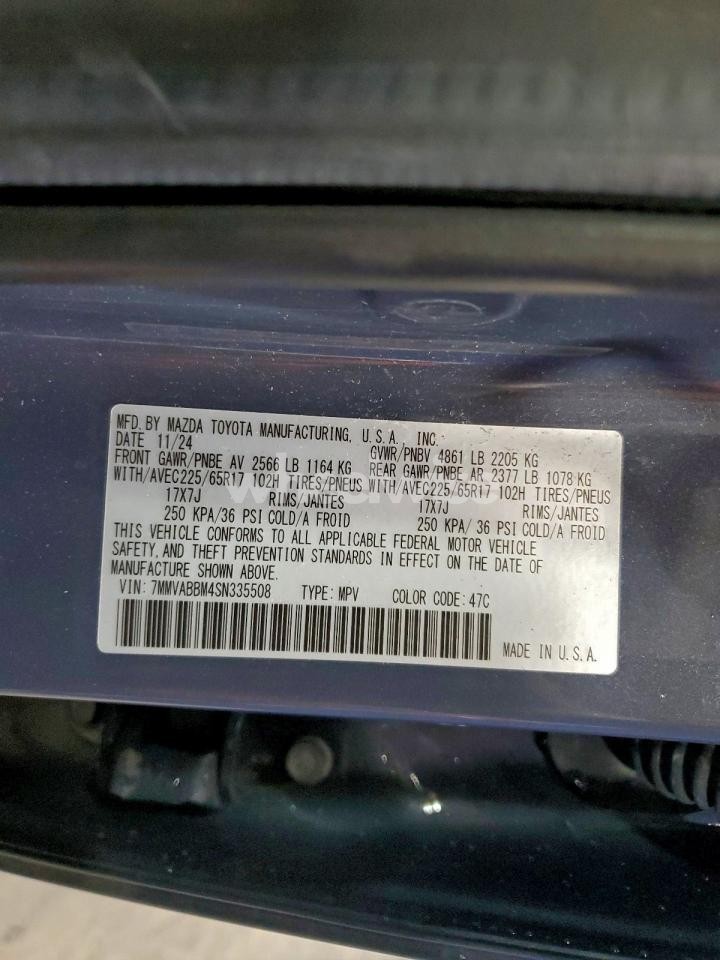 MFD. BY MAZDA TOYOTA MANUFACTURING, U.S.A., INC.
DATE 11/24 GVWR/PNBV 4861 LB 2205 KG
FRONT GAWR/PNBE AV 2566 LB 1164 KG REAR GAWR/PNBE AR 2377 LB 1078 KG
WITH/AVEC225/65R17 102H TIRES/PNEUS WITH/AVEC225/65R17 102H TIRES/PNEUS
17X7J RIMS/JANTES 17X7J RIMS/JANTES
250 KPA/36 PSI COLD/A FROID 250 KPA/ 36 PSI COLD/A FROID
THIS VEHICLE CONFORMS TO ALL APPLICABLE FEDERAL MOTOR VEHICLE
SAFETY, AND THEFT PREVENTION STANDARDS IN EFFECT ON THE DATE OF
MANUFACTURE SHOWN ABOVE.
VIN: 7MMVABBM4SN335508 TYPE: MPV COLOR CODE: 47C
MADE IN U.S.A.